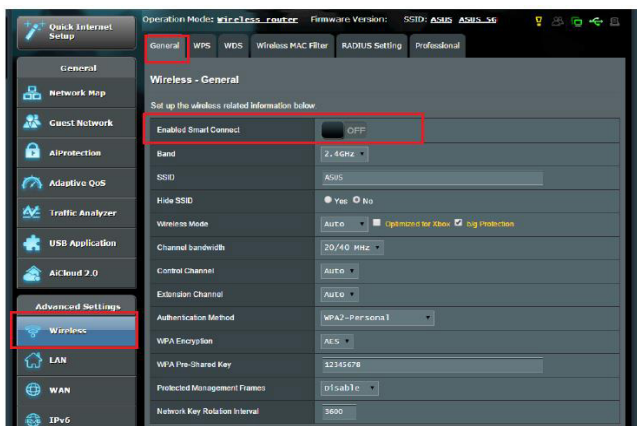 Quick Internet
Setup
Operation Mode: Wireless router Firmware Version: SSID: ASUS ASUS_5G
General WPS WDS Wireless MAC Filter RADIUS Setting Professional
General
Network Map
Guest Network
AiProtection
Adaptive QoS
Traffic Analyzer
USB Application
AiCloud 2.0
Advanced Settings
Wireless
LAN
WAN
IPv6
Wireless - General
Set up the wireless related information below
Enabled Smart Connect OFF
Band 2.4GHz
SSID ASUS
Hide SSID Yes No
Wireless Mode Auto Optimized for Xbox b/g Protection
Channel bandwidth 20/40 MHz
Control Channel Auto
Extension Channel Auto
Authentication Method WPA2-Personal
WPA Encryption AES
WPA Pre-Shared Key 12345678
Protected Management Frames Disable
Network Key Rotation Interval 3600